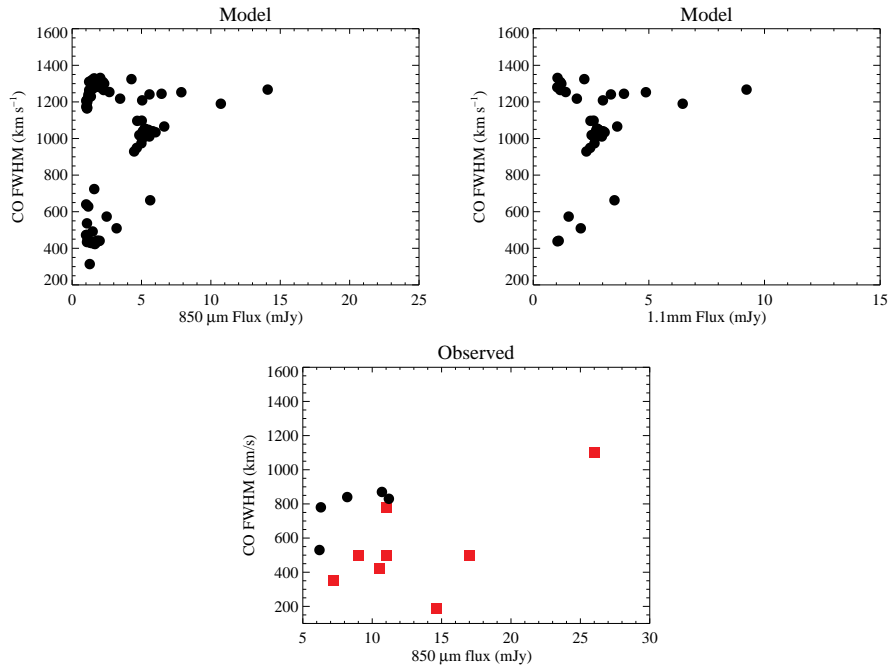 Model
1600
1400
1200
1000
800
600
400
200
CO FWHM (km s⁻¹)
0 5 10 15 20 25
850 μm Flux (mJy)
Model
1600
1400
1200
1000
800
600
400
200
CO FWHM (km s⁻¹)
0 5 10 15
1.1mm Flux (mJy)
Observed
1600
1400
1200
1000
800
600
400
200
CO FWHM (km/s)
5 10 15 20 25 30
850 μm flux (mJy)